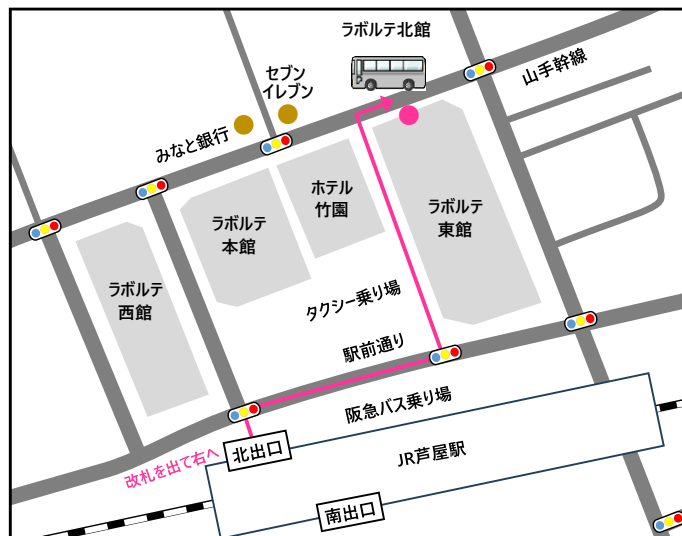 ラポルテ北館
セブン
イレブン
山手幹線
みなと銀行
ホテル
竹園
ラポルテ
本館
ラポルテ
東館
ラポルテ
西館
タクシー乗り場
駅前通り
阪急バス乗り場
改札を出て右へ
北出口
JR芦屋駅
南出口